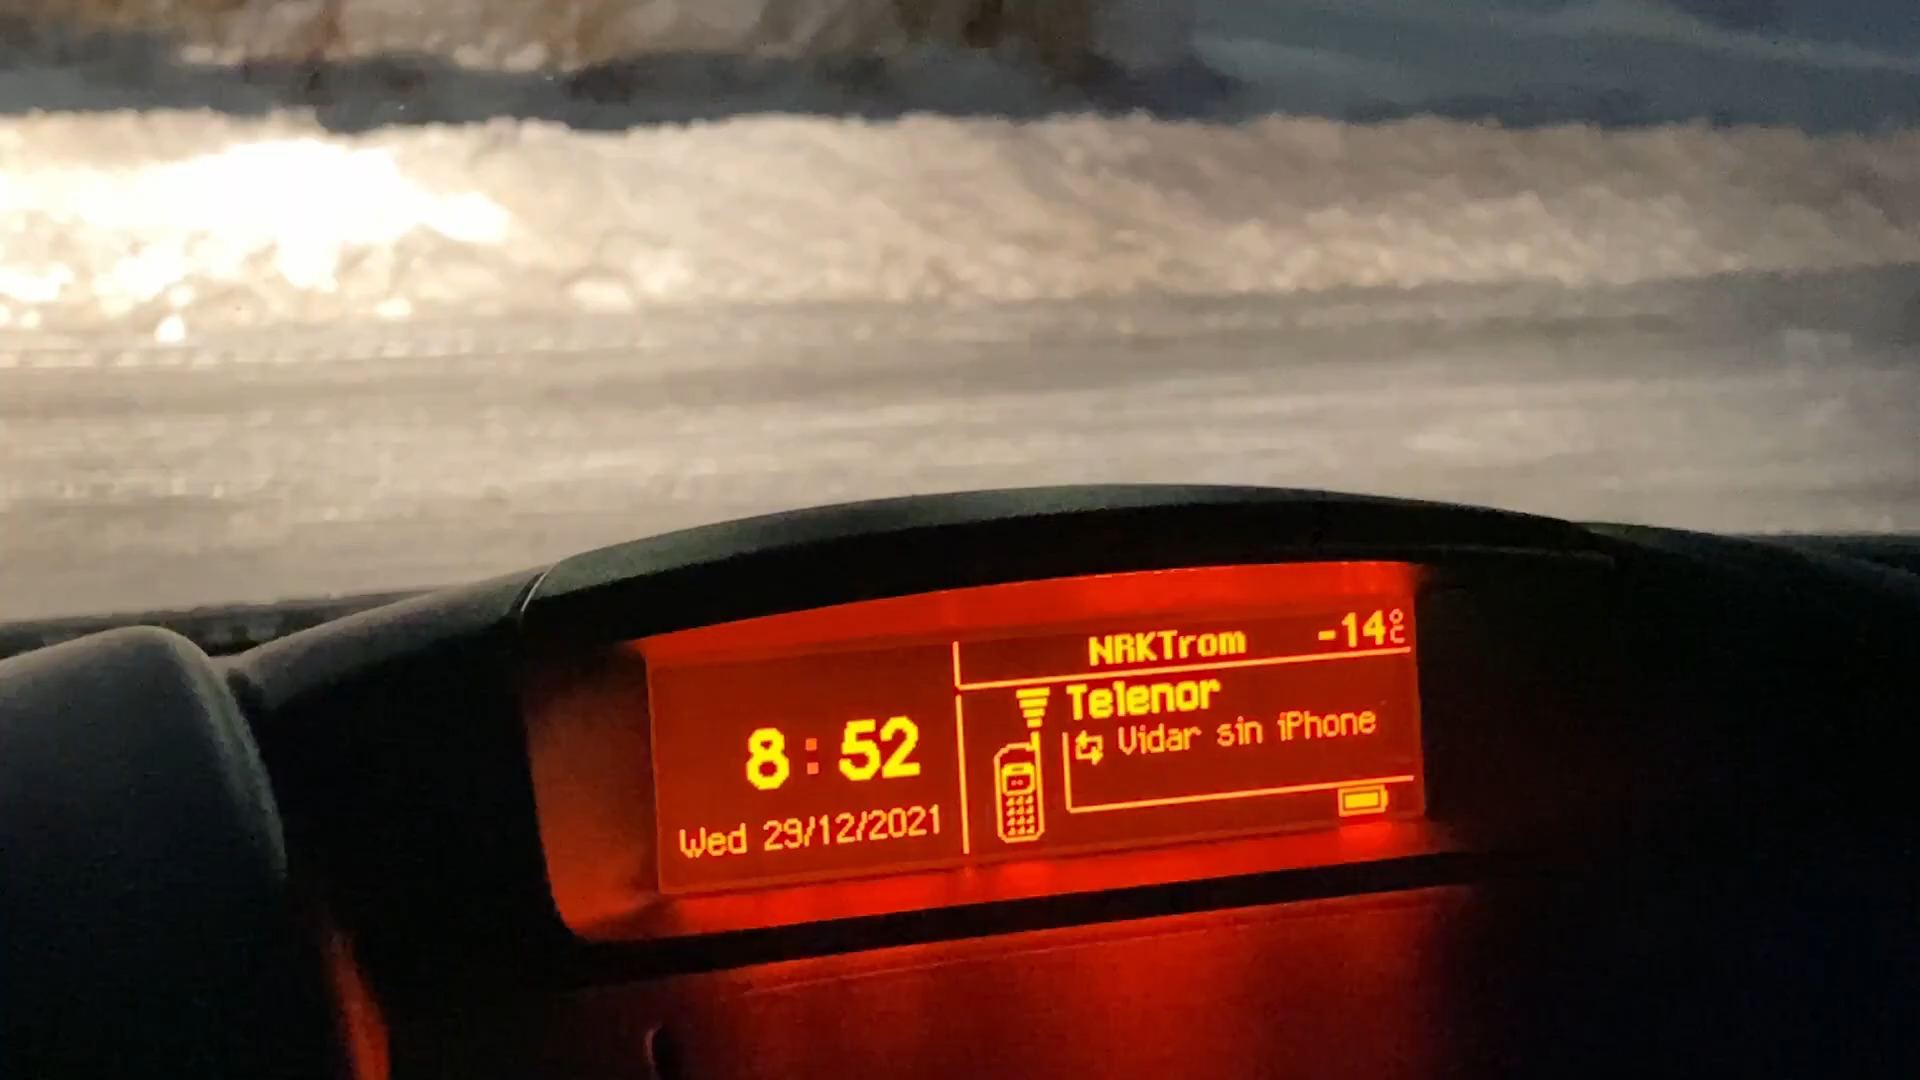 NRKTrom -14°C
Telenor
Vidar sin iPhone
8:52
Wed 29/12/2021